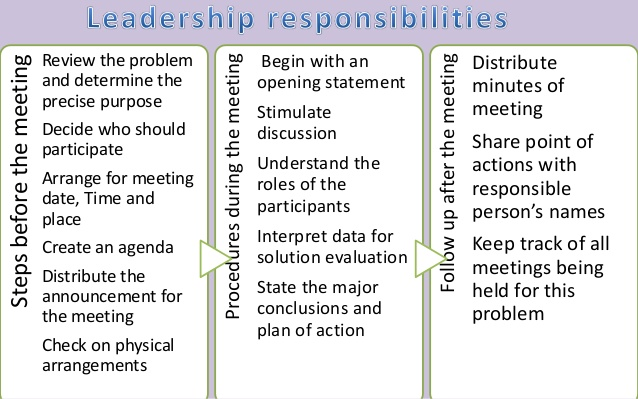 Leadership responsibilities
Steps before the meeting
Review the problem
and determine the
precise purpose
Decide who should
participate
Arrange for meeting
date, Time and
place
Create an agenda
Distribute the
announcement for
the meeting
Check on physical
arrangements
Procedures during the meeting
Begin with an
opening statement
Stimulate
discussion
Understand the
roles of the
participants
Interpret data for
solution evaluation
State the major
conclusions and
plan of action
Follow up after the meeting
Distribute
minutes of
meeting
Share point of
actions with
responsible
person’s names
Keep track of all
meetings being
held for this
problem